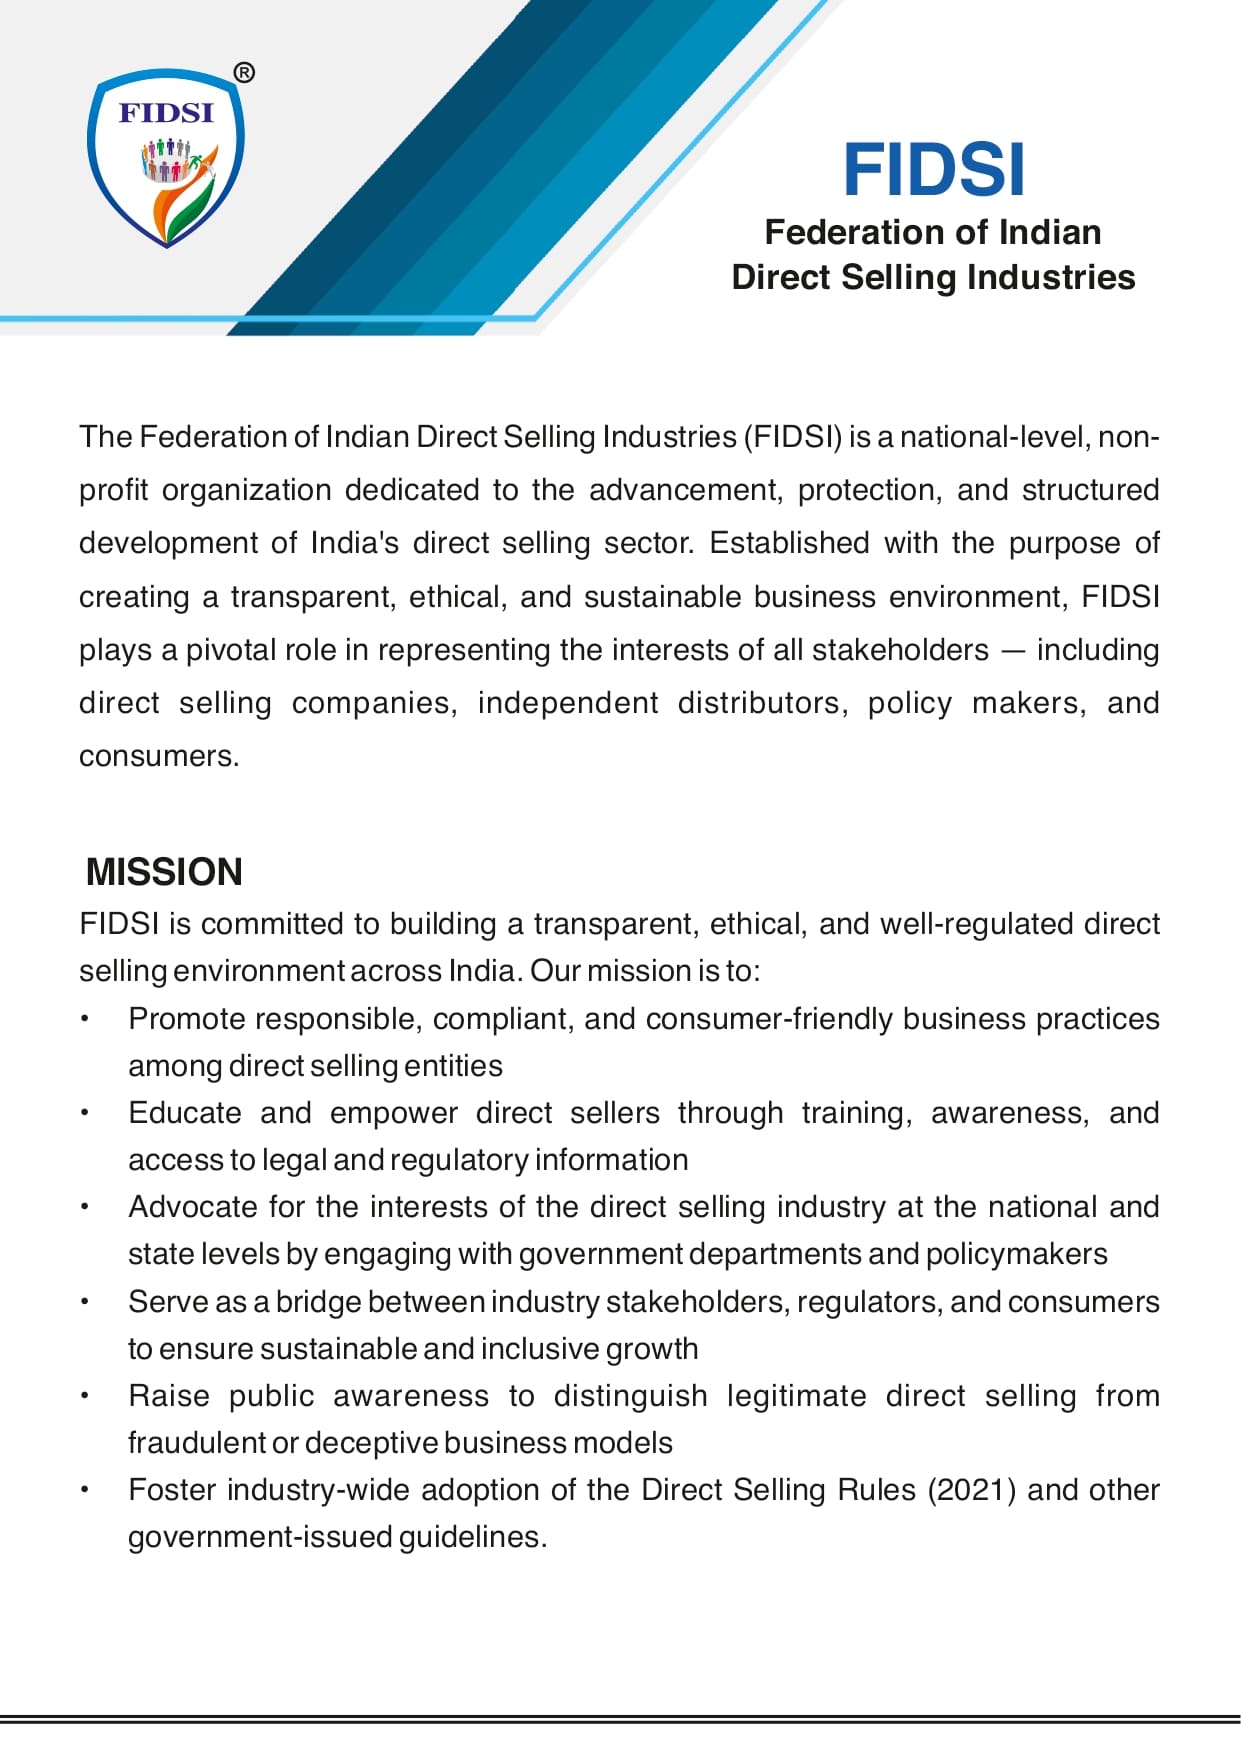 ®
FIDSI
FIDSI
Federation of Indian
Direct Selling Industries
The Federation of Indian Direct Selling Industries (FIDSI) is a national-level, non-
profit organization dedicated to the advancement, protection, and structured
development of India's direct selling sector. Established with the purpose of
creating a transparent, ethical, and sustainable business environment, FIDSI
plays a pivotal role in representing the interests of all stakeholders — including
direct selling companies, independent distributors, policy makers, and
consumers.
MISSION
FIDSI is committed to building a transparent, ethical, and well-regulated direct
selling environment across India. Our mission is to:
• Promote responsible, compliant, and consumer-friendly business practices
among direct selling entities
• Educate and empower direct sellers through training, awareness, and
access to legal and regulatory information
• Advocate for the interests of the direct selling industry at the national and
state levels by engaging with government departments and policymakers
• Serve as a bridge between industry stakeholders, regulators, and consumers
to ensure sustainable and inclusive growth
• Raise public awareness to distinguish legitimate direct selling from
fraudulent or deceptive business models
• Foster industry-wide adoption of the Direct Selling Rules (2021) and other
government-issued guidelines.